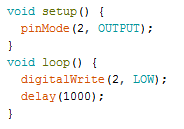 void setup() {
  pinMode(2, OUTPUT);
}
void loop() {
  digitalWrite(2, LOW);
  delay(1000);
}